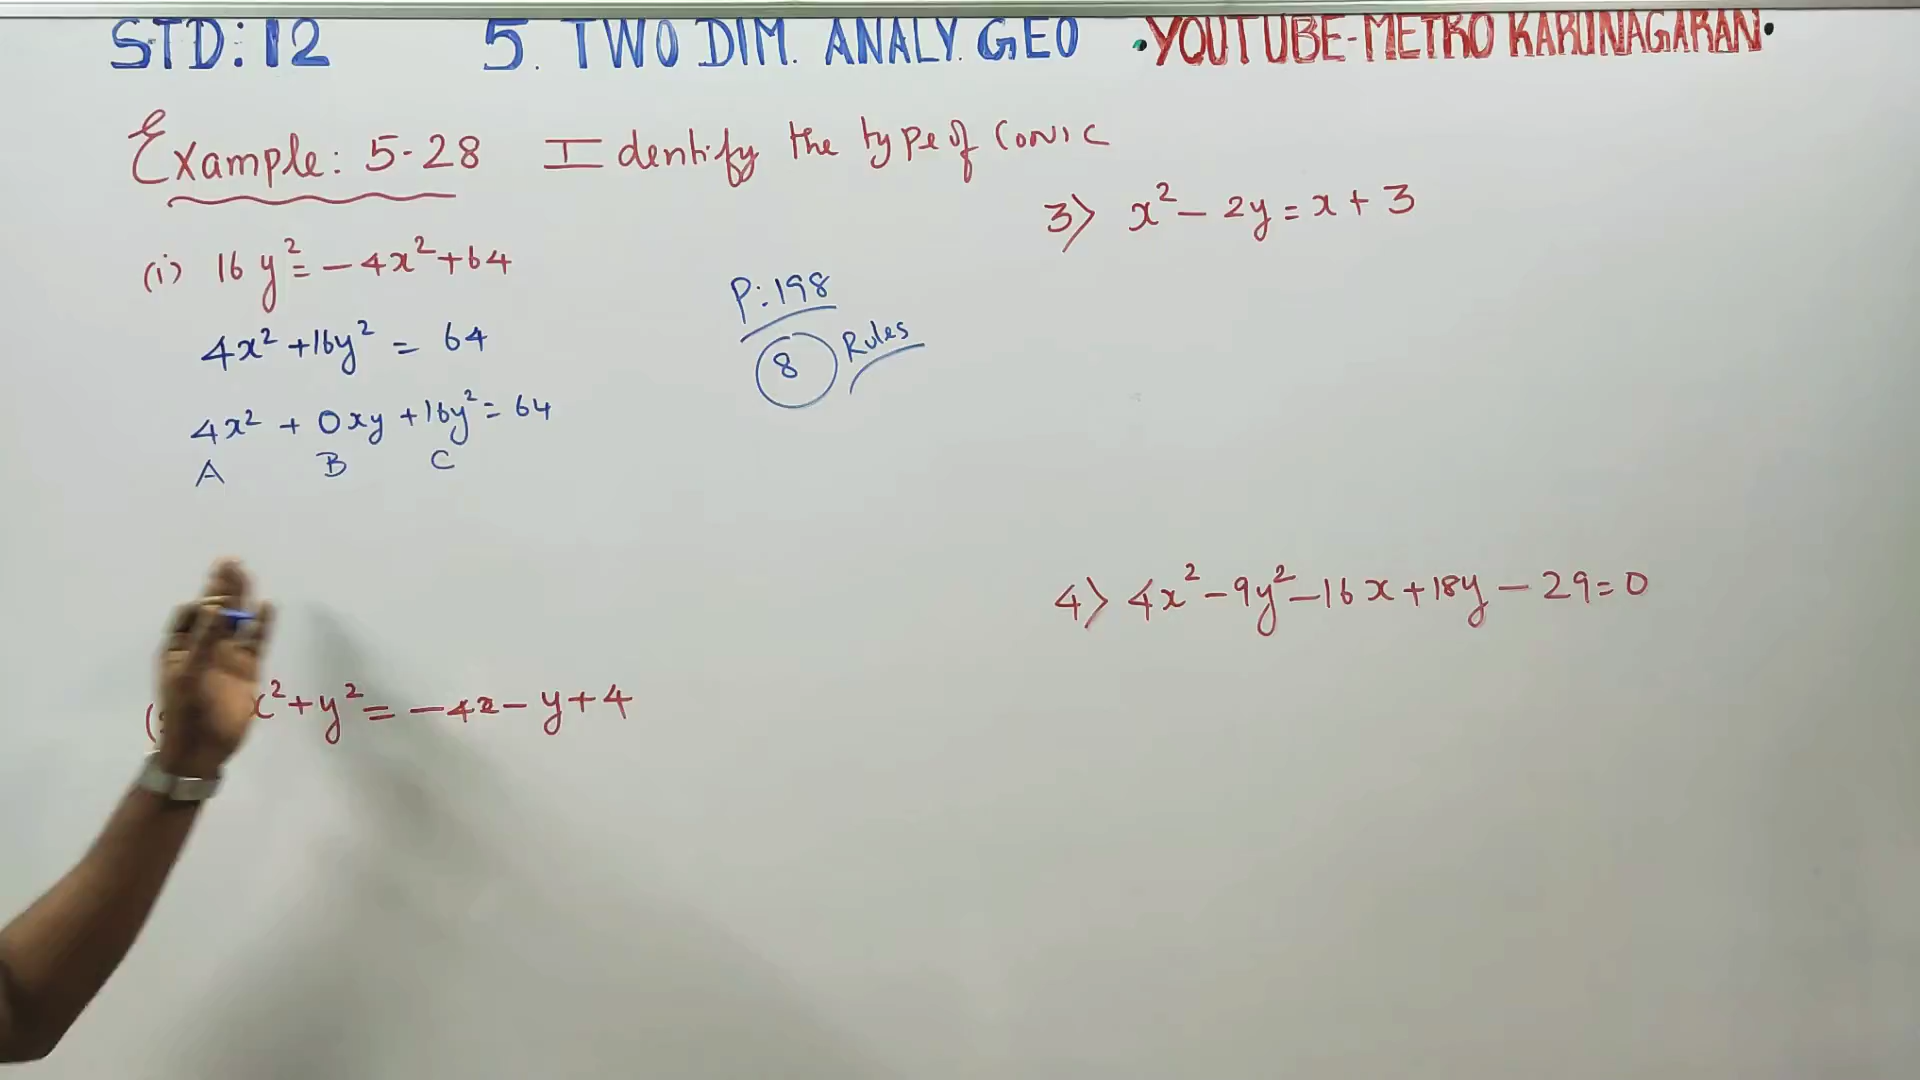 STD: 12 5. TWO DIM. ANALY. GEO • YOUTUBE-METRO KARUNAGARAN •
Example: 5-28 Identify the type of Conic
(i) 16y² = -4x² + 64
4x² + 16y² = 64
4x² + 0xy + 16y² = 64
A B C
P: 198
8 Rules
x² + y² = -4x - y + 4
3) x² - 2y = x + 3
4) 4x² - 9y² - 16x + 18y - 29 = 0